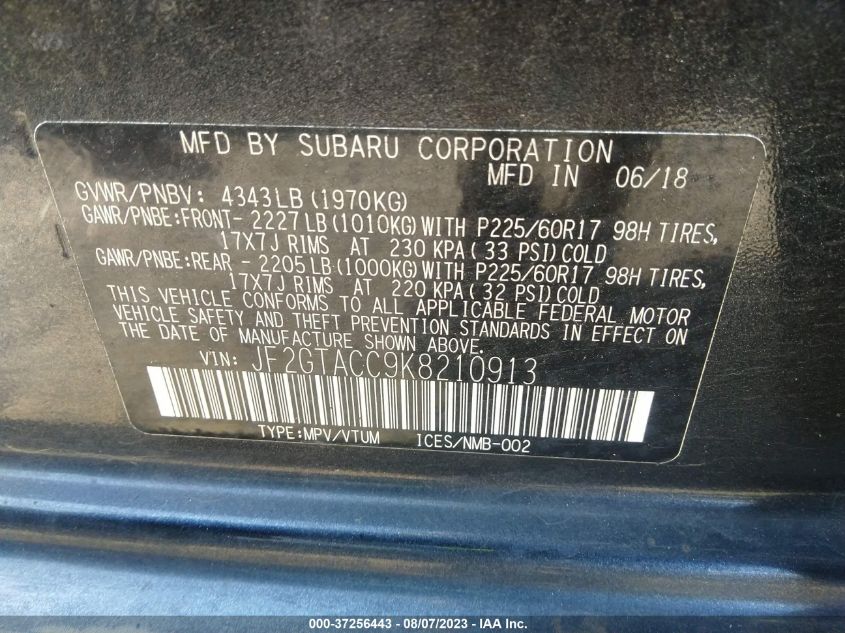 MFD BY SUBARU CORPORATION
MFD IN 06/18
GVWR/PNBV: 4343LB (1970KG)
GAWR/PNBE:FRONT- 2227LB(1010KG)WITH P225/60R17 98H TIRES,
17X7J RIMS AT 230 KPA( 33 PSI)COLD
GAWR/PNBE:REAR - 2205LB(1000KG)WITH P225/60R17 98H TIRES,
17X7J RIMS AT 220 KPA( 32 PSI)COLD
THIS VEHICLE CONFORMS TO ALL APPLICABLE FEDERAL MOTOR
VEHICLE SAFETY AND THEFT PREVENTION STANDARDS IN EFFECT ON
THE DATE OF MANUFACTURE SHOWN ABOVE.
VIN: JF2GTACC9K8210913
TYPE:MPV/VTUM ICES/NMB-002
000-37256443 - 08/07/2023 - IAA Inc.